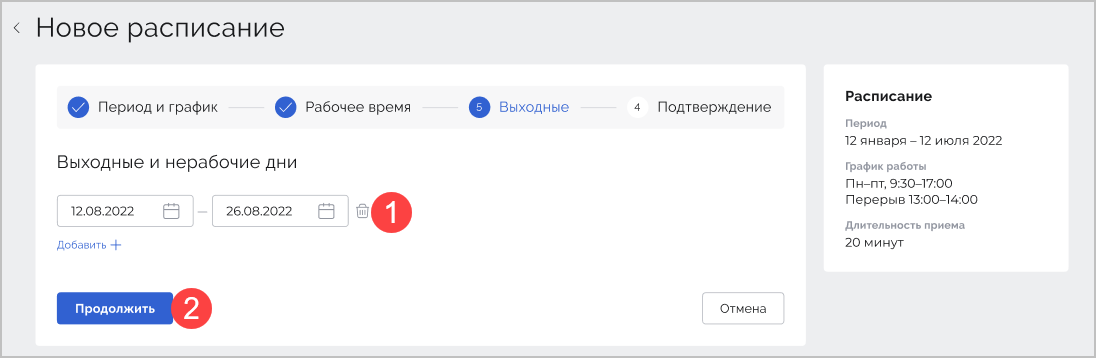 Новое расписание
Период и график
Рабочее время
5 Выходные
4 Подтверждение
Выходные и нерабочие дни
12.08.2022 – 26.08.2022 1
Добавить +
Продолжить 2
Отмена
Расписание
Период
12 января – 12 июля 2022
График работы
Пн–пт, 9:30–17:00
Перерыв 13:00–14:00
Длительность приема
20 минут